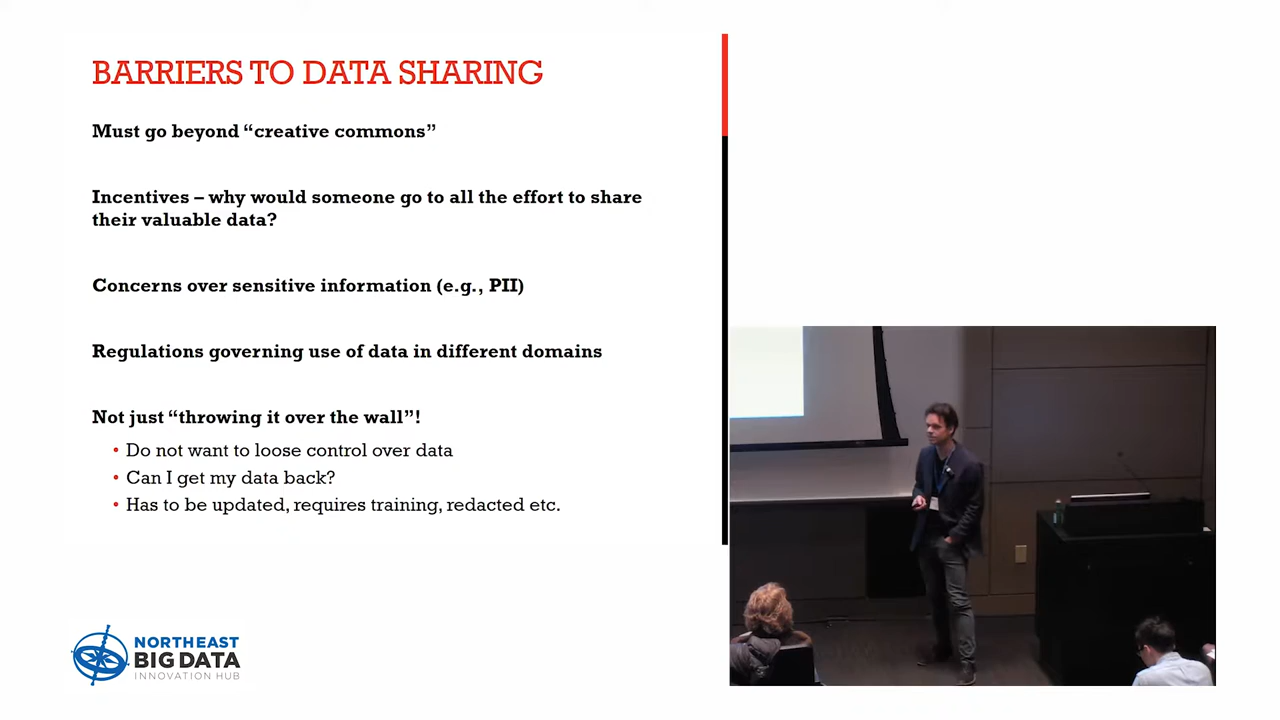 BARRIERS TO DATA SHARING
Must go beyond “creative commons”
Incentives – why would someone go to all the effort to share
their valuable data?
Concerns over sensitive information (e.g., PII)
Regulations governing use of data in different domains
Not just “throwing it over the wall”!
• Do not want to loose control over data
• Can I get my data back?
• Has to be updated, requires training, redacted etc.
NORTHEAST
BIG DATA
INNOVATION HUB